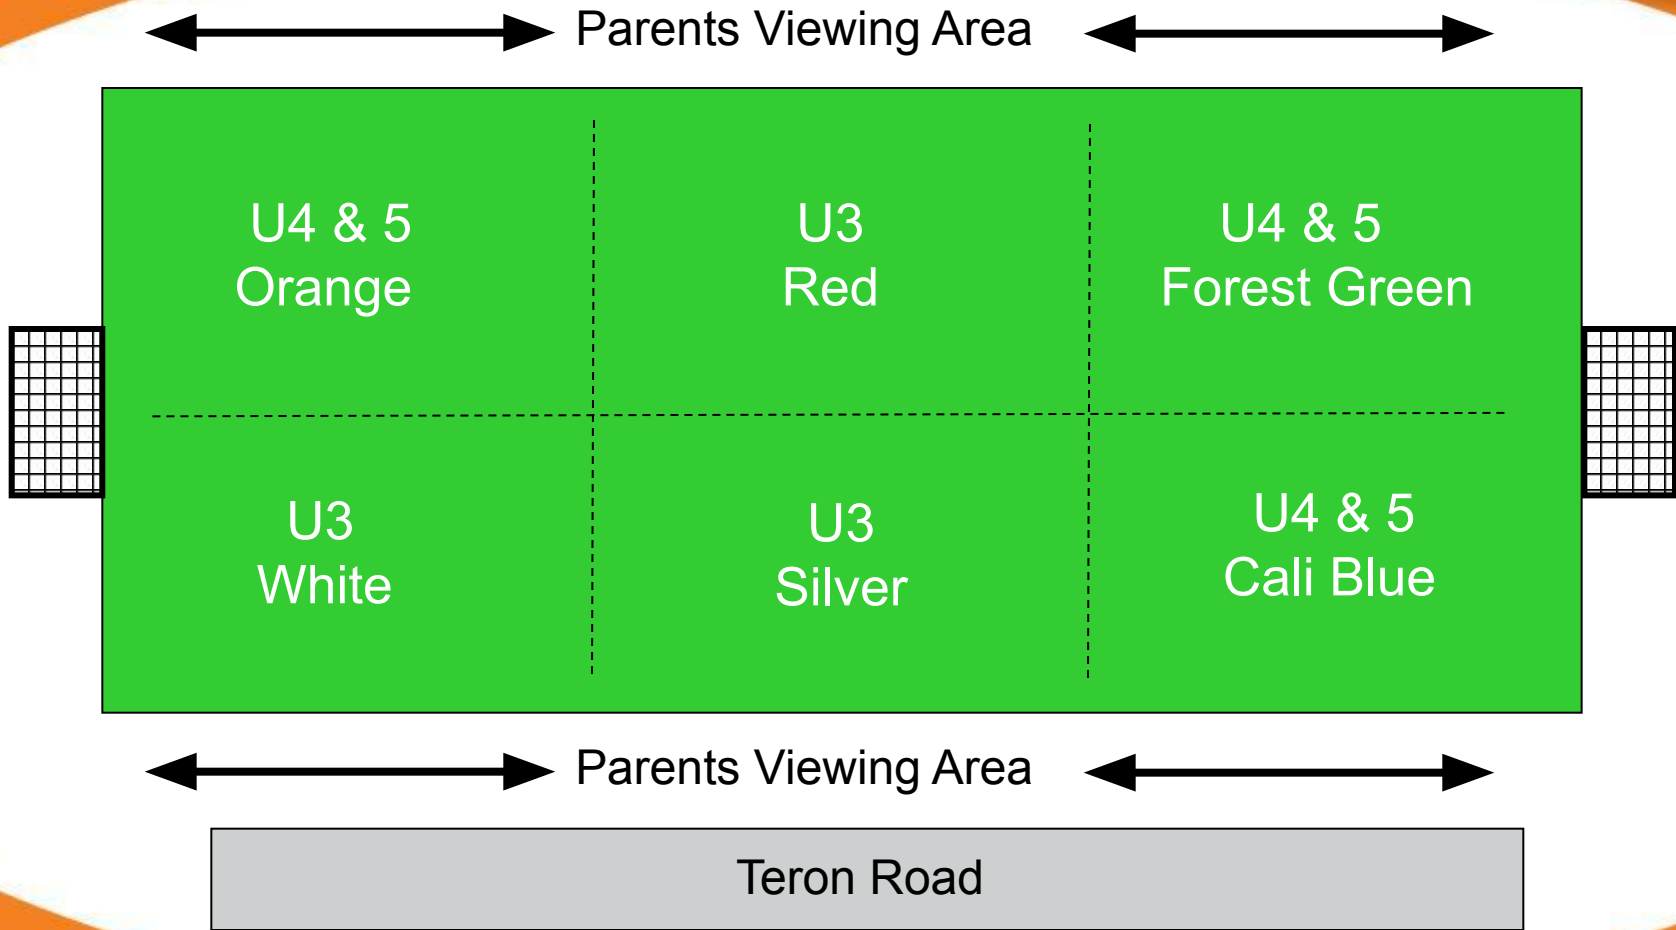 Parents Viewing Area
U4 & 5
Orange
U3
Red
U4 & 5
Forest Green
U3
White
U3
Silver
U4 & 5
Cali Blue
Parents Viewing Area
Teron Road